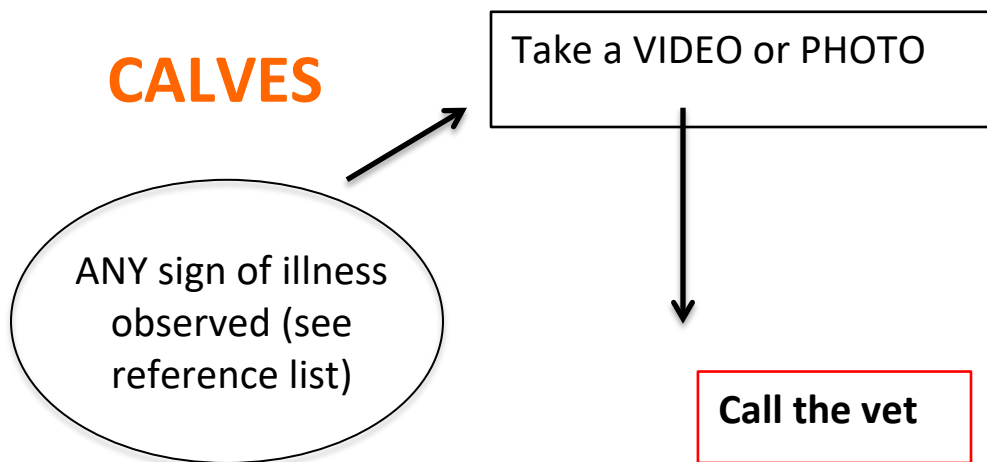 CALVES
Take a VIDEO or PHOTO
ANY sign of illness
observed (see
reference list)
Call the vet